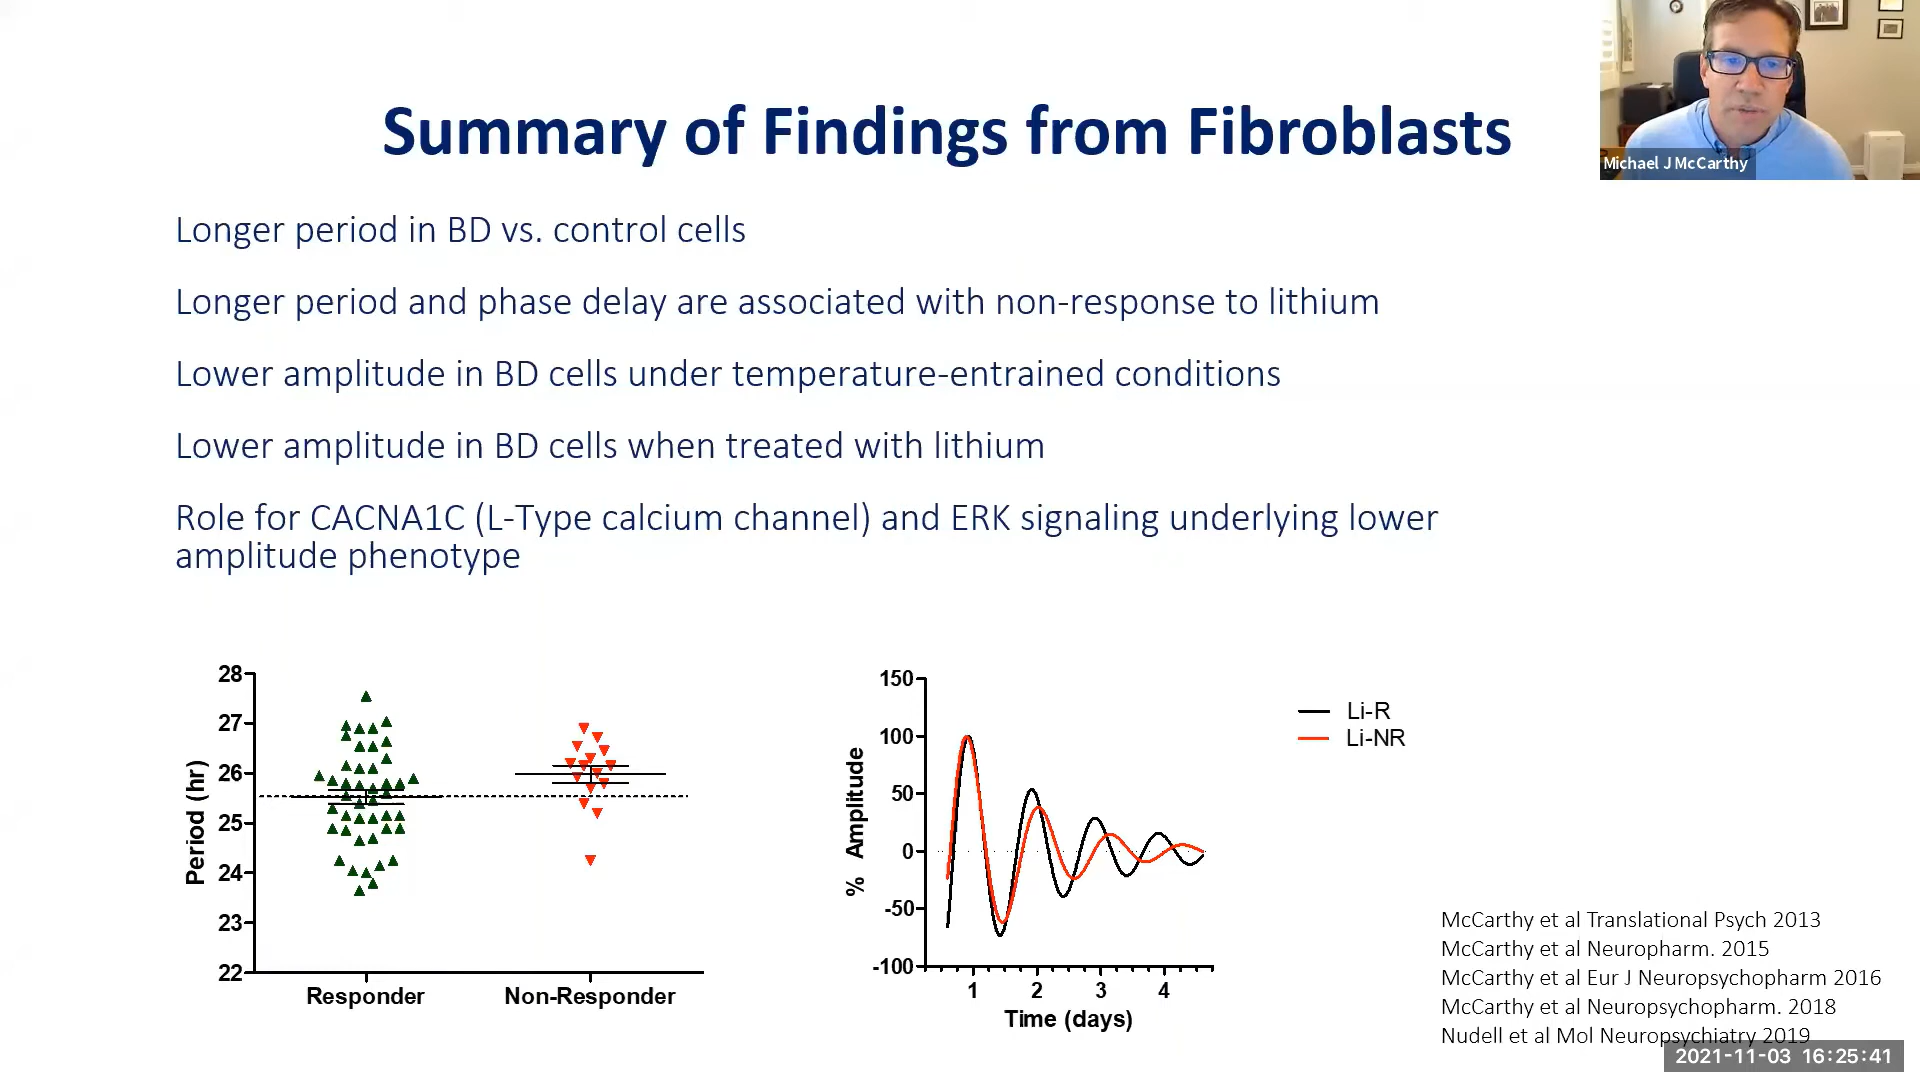 Summary of Findings from Fibroblasts
Michael J McCarthy
Longer period in BD vs. control cells
Longer period and phase delay are associated with non-response to lithium
Lower amplitude in BD cells under temperature-entrained conditions
Lower amplitude in BD cells when treated with lithium
Role for CACNA1C (L-Type calcium channel) and ERK signaling underlying lower
amplitude phenotype
28
27
26
25
24
23
22
Period (hr)
Responder
Non-Responder
150
100
50
0
-50
-100
% Amplitude
1
2
3
4
Time (days)
Li-R
Li-NR
McCarthy et al Translational Psych 2013
McCarthy et al Neuropharm. 2015
McCarthy et al Eur J Neuropsychopharm 2016
McCarthy et al Neuropsychopharm. 2018
Nudell et al Mol Neuropsychiatry 2019
2021-11-03 16:25:41